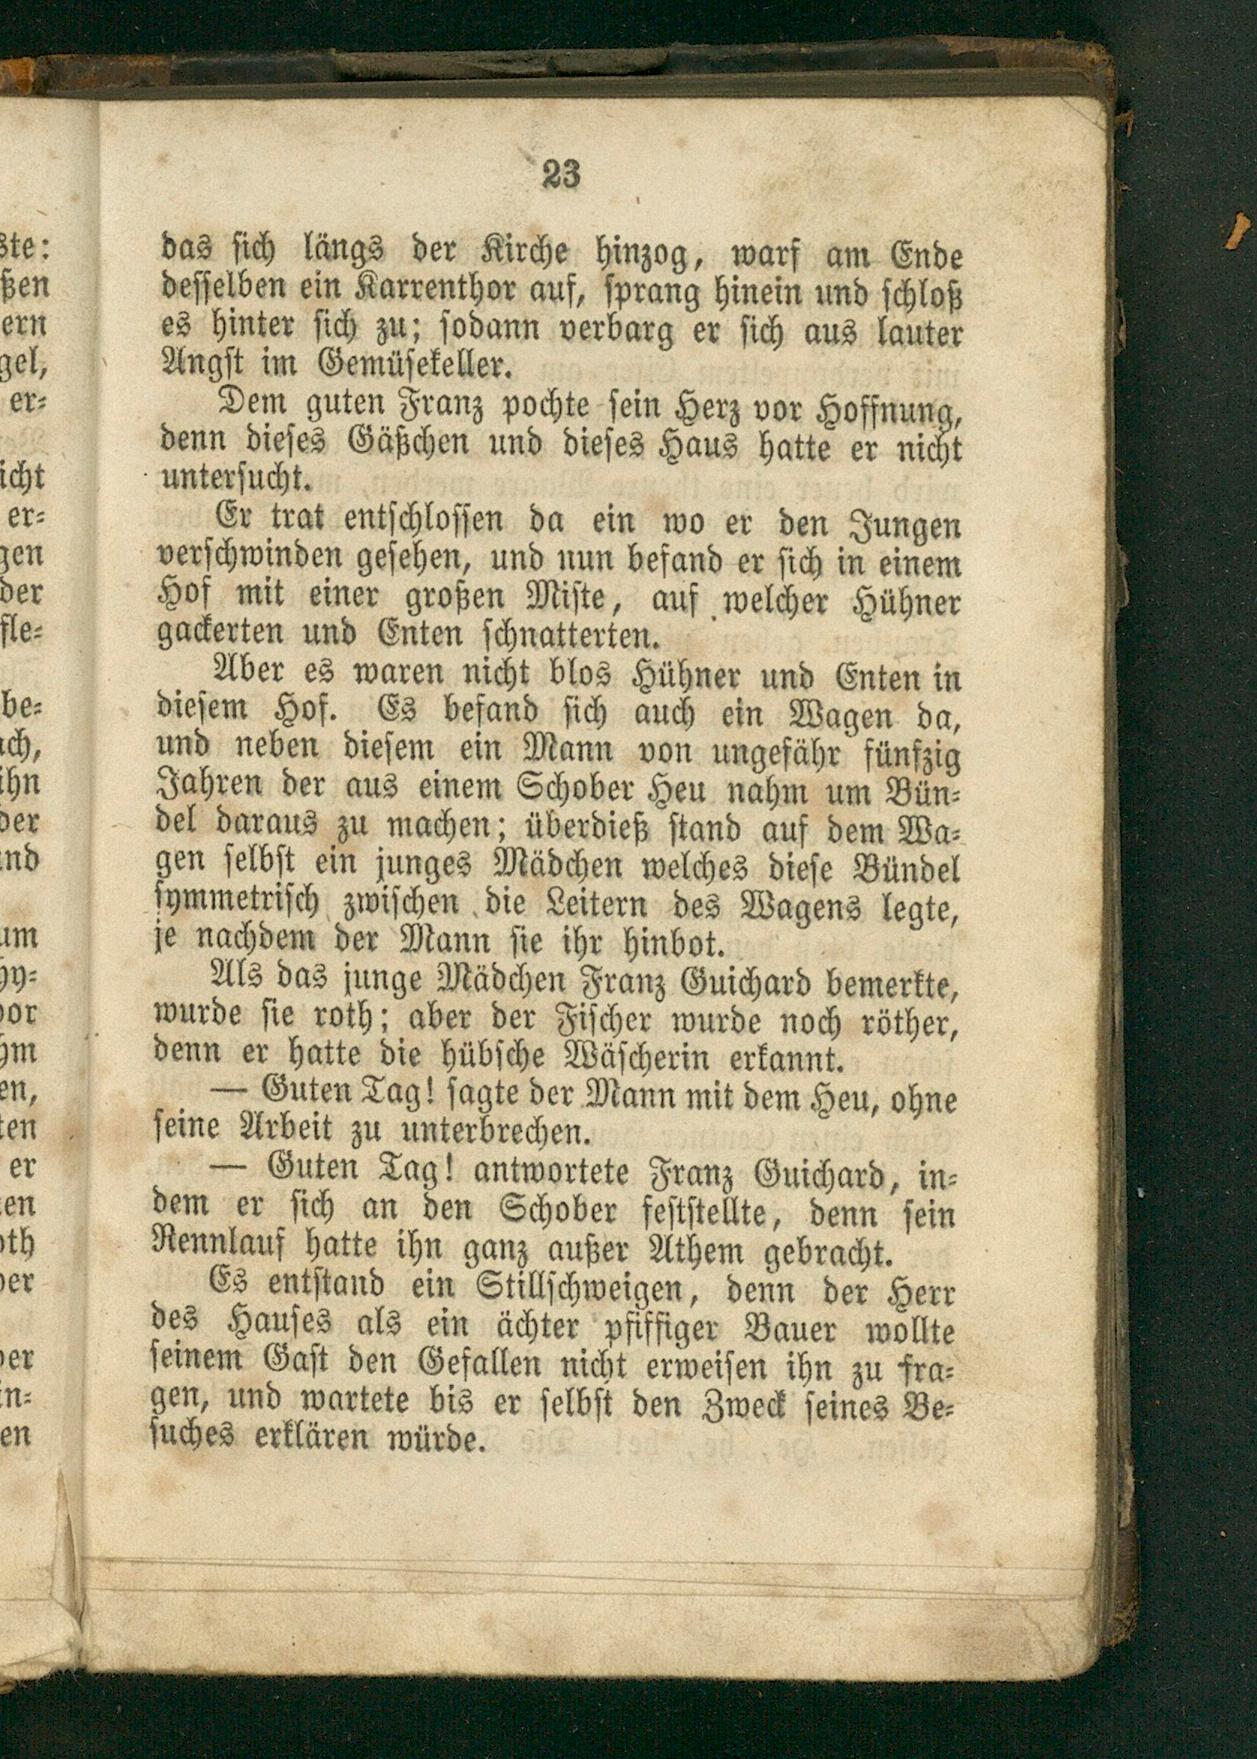 23
das sich längs der Kirche hinzog, warf am Ende
desselben ein Karrenthor auf, sprang hinein und schloß
es hinter sich zu; sodann verbarg er sich aus lauter
Angst im Gemüsekeller.
Dem guten Franz pochte sein Herz vor Hoffnung,
denn dieses Gäßchen und dieses Haus hatte er nicht
untersucht.
Er trat entschlossen da ein wo er den Jungen
verschwinden gesehen, und nun befand er sich in einem
Hof mit einer großen Miste, auf welcher Hühner
gackerten und Enten schnatterten.
Aber es waren nicht blos Hühner und Enten in
diesem Hof. Es befand sich auch ein Wagen da,
und neben diesem ein Mann von ungefähr fünfzig
Jahren der aus einem Schober Heu nahm um Bün-
del daraus zu machen; überdieß stand auf dem Wa-
gen selbst ein junges Mädchen welches diese Bündel
symmetrisch zwischen die Leitern des Wagens legte,
je nachdem der Mann sie ihr hinbot.
Als das junge Mädchen Franz Guichard bemerkte,
wurde sie roth; aber der Fischer wurde noch röther,
denn er hatte die hübsche Wäscherin erkannt.
— Guten Tag! sagte der Mann mit dem Heu, ohne
seine Arbeit zu unterbrechen.
— Guten Tag! antwortete Franz Guichard, in-
dem er sich an den Schober feststellte, denn sein
Rennlauf hatte ihn ganz außer Athem gebracht.
Es entstand ein Stillschweigen, denn der Herr
des Hauses als ein ächter pfiffiger Bauer wollte
seinem Gast den Gefallen nicht erweisen ihn zu fra-
gen, und wartete bis er selbst den Zweck seines Be-
suches erklären würde.